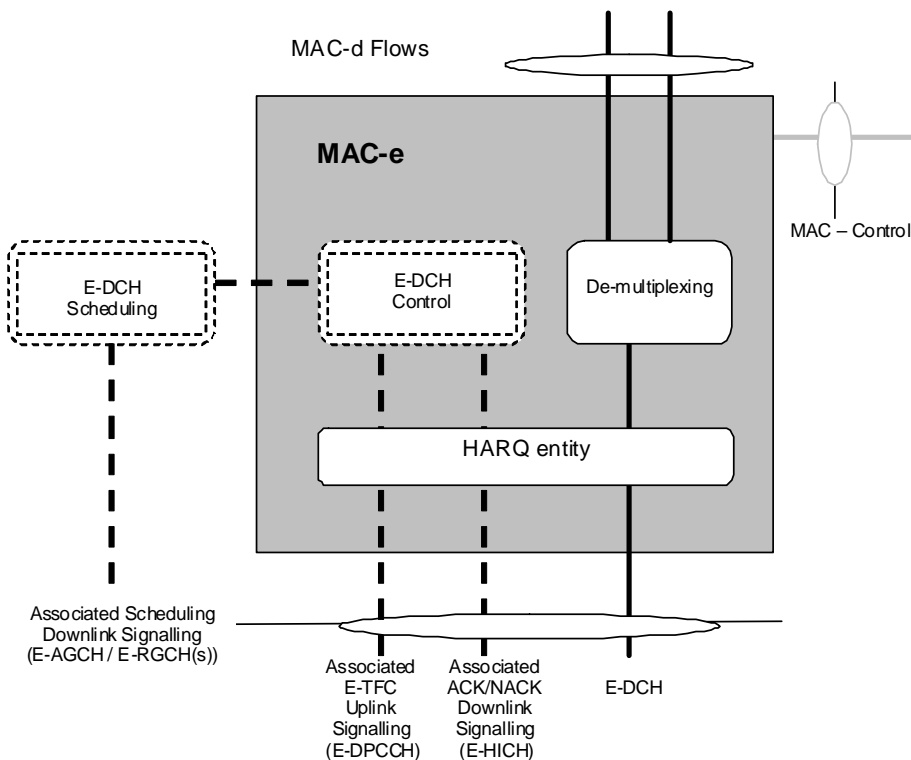 MAC-d Flows
MAC-e
MAC – Control
E-DCH
Scheduling
E-DCH
Control
De-multiplexing
HARQ entity
Associated Scheduling
Downlink Signalling
(E-AGCH / E-RGCH(s))
Associated
E-TFC
Uplink
Signalling
(E-DPCCH)
Associated
ACK/NACK
Downlink
Signalling
(E-HICH)
E-DCH